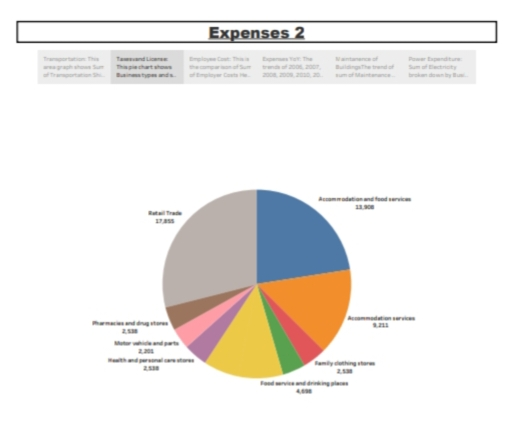 Expenses 2
Transportation: This
area graph shows Sum
of Transportation Shi...
Taxes and License:
This pie chart shows
Business types and s..
Employee Cost: This is
the comparison of Sum
of Employer Costs He..
Expenses YoY: The
trends of 2006, 2007,
2008, 2009, 2010, 20..
Maintenance of
Buildings The trend of
sum of Maintenance ..
Power Expenditure:
Sum of Electricity
broken down by Busi..
Accommodation and food services
13,908
Retail Trade
17,855
Accommodation services
9,211
Pharmacies and drug stores
2,538
Motor vehicle and parts
2,201
Health and personal care stores
2,539
Family clothing stores
2,538
Food service and drinking places
4,698